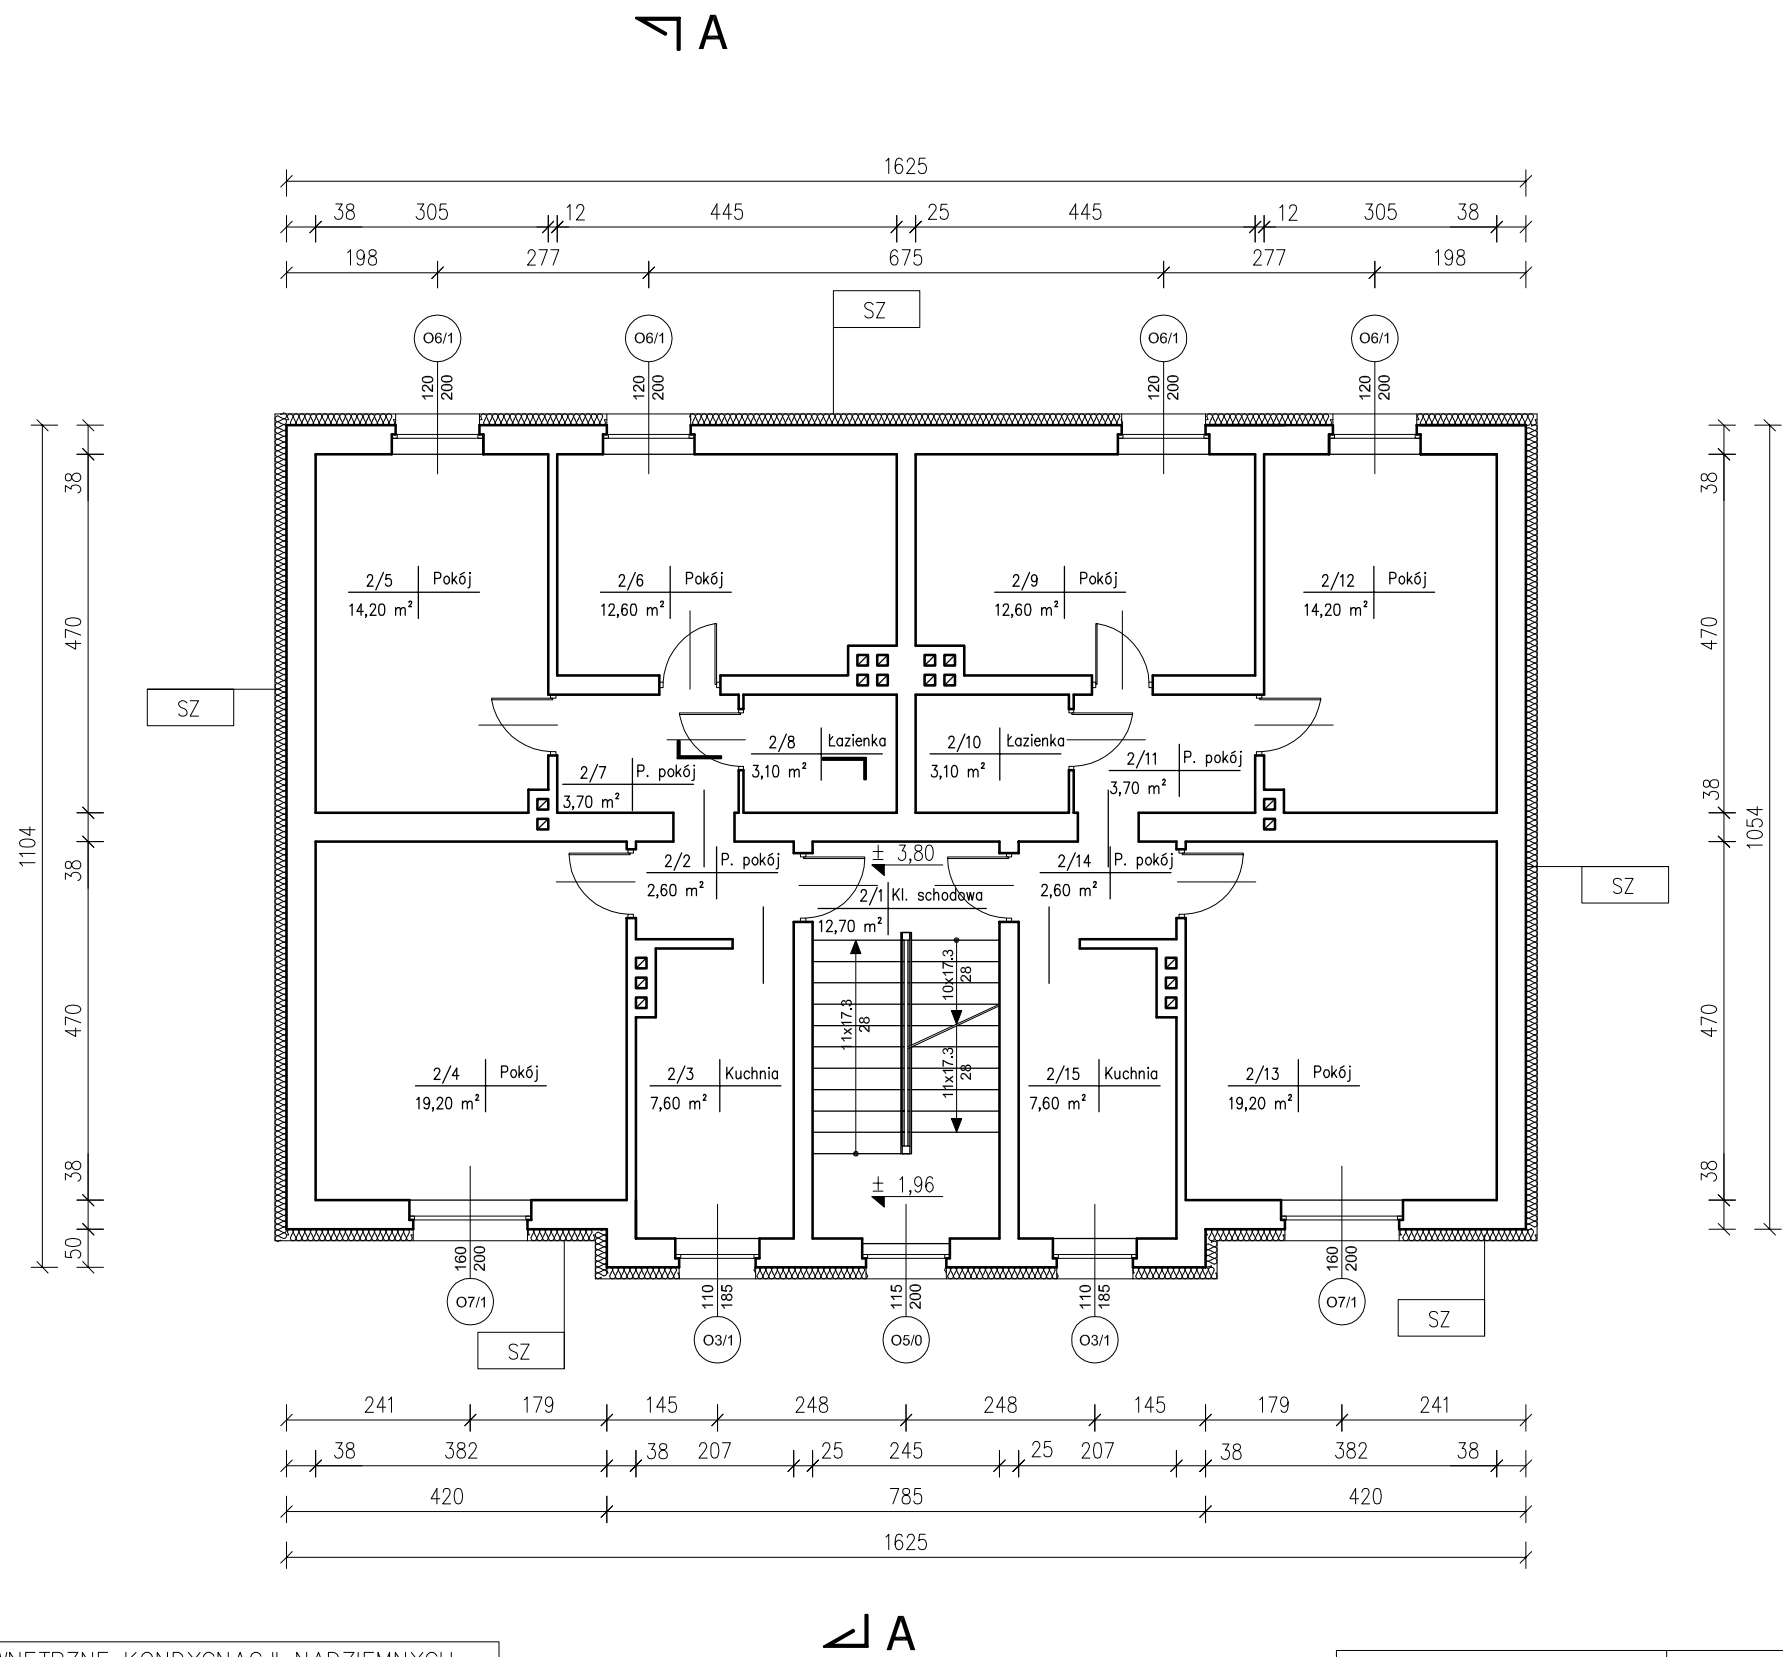 A
1625
38 305 12 445 25 445 12 305 38
198 277 675 277 198
SZ
O6/1 O6/1 O6/1 O6/1
120 200 120 200 120 200 120 200
38 470 38 470 38 50
1104
38 470 38 470 38
1054
2/5 Pokój
14,20 m²
2/6 Pokój
12,60 m²
2/9 Pokój
12,60 m²
2/12 Pokój
14,20 m²
SZ
2/8 Łazienka
3,10 m²
2/10 Łazienka
3,10 m²
2/7 P. pokój
3,70 m²
2/11 P. pokój
3,70 m²
2/2 P. pokój
2,60 m²
± 3,80
2/14 P. pokój
2,60 m²
SZ
2/1 Kl. schodowa
12,70 m²
11x17.3
28
10x17.3
28
11x17.3
28
2/4 Pokój
19,20 m²
2/3 Kuchnia
7,60 m²
2/15 Kuchnia
7,60 m²
2/13 Pokój
19,20 m²
± 1,96
160 200 110 185 115 200 110 185 160 200
O7/1 O3/1 O5/0 O3/1 O7/1
SZ SZ
241 179 145 248 248 145 179 241
38 382 38 207 25 245 25 207 38 382 38
420 785 420
1625
A
KONDYGNACJI NADZIEMNYCH